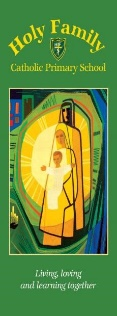 Holy Family
Catholic Primary School
Living, loving
and learning together